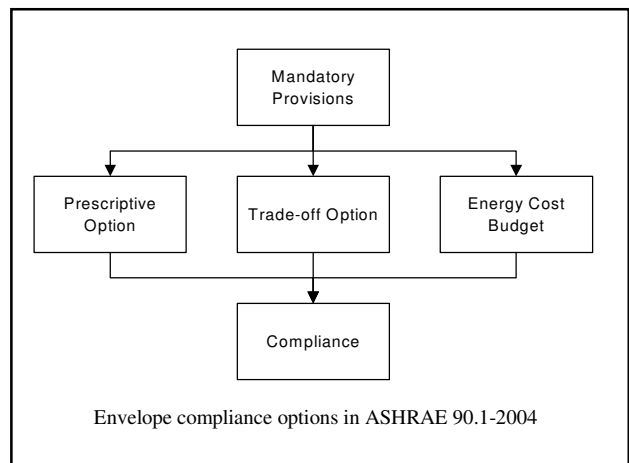 Mandatory
Provisions
Prescriptive
Option
Trade-off Option
Energy Cost
Budget
Compliance
Envelope compliance options in ASHRAE 90.1-2004